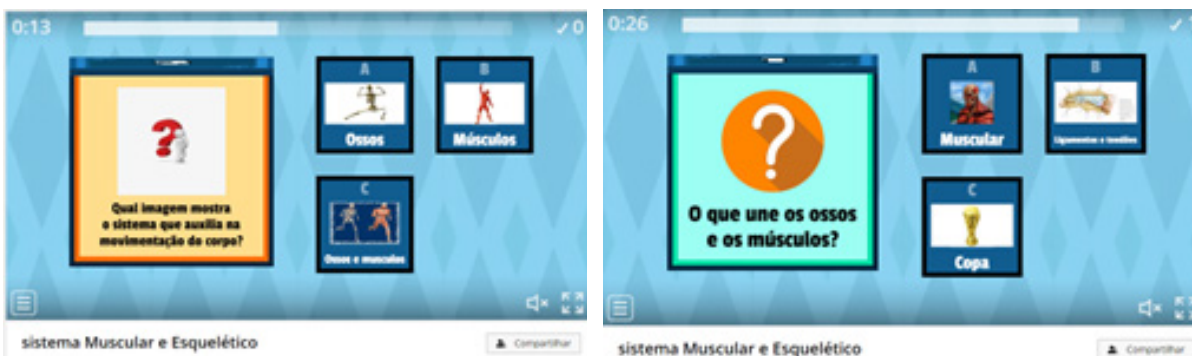 0:13
✓ 0
A
Ossos
B
Músculos
Qual imagem mostra
o sistema que auxilia na
movimentação do corpo?
C
Ossos e musculos
sistema Muscular e Esquelético
Compartilhar
0:26
A
Muscular
B
Ligamentos e tendões
O que une os ossos
e os músculos?
C
Copa
sistema Muscular e Esquelético
Compartilhar